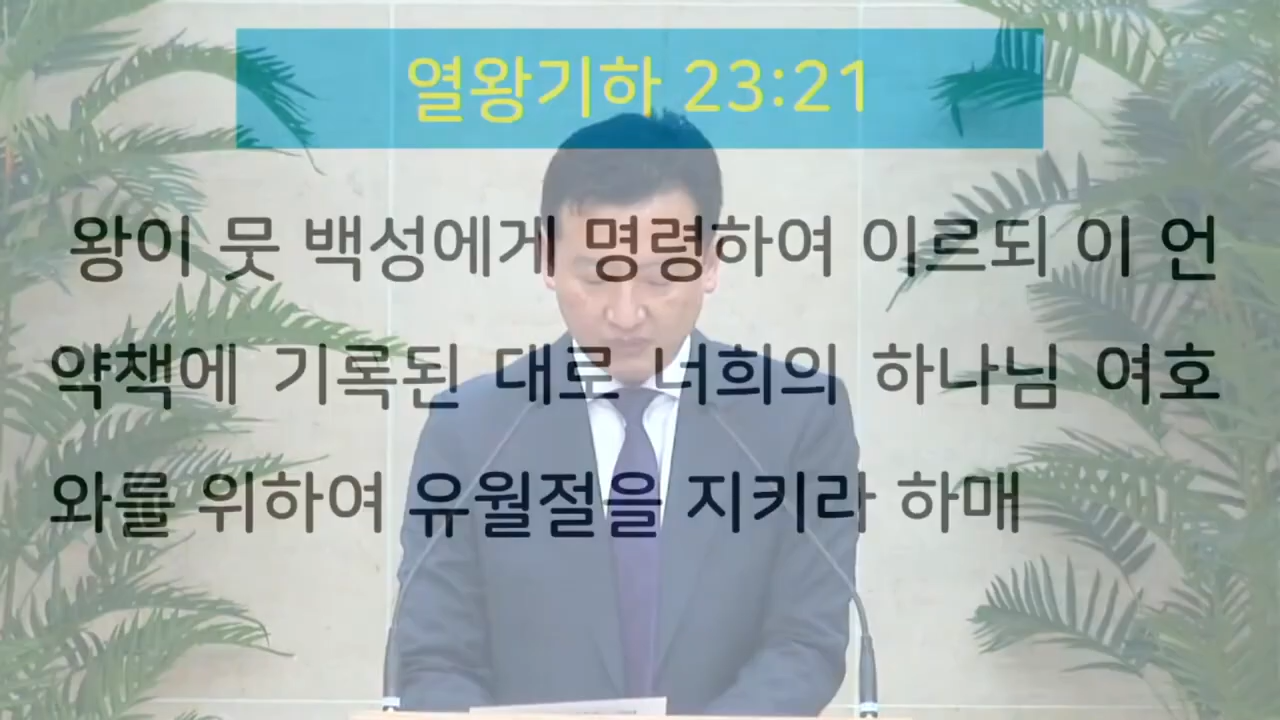 열왕기하 23:21
왕이 뭇 백성에게 명령하여 이르되 이 언
약책에 기록된 대로 너희의 하나님 여호
와를 위하여 유월절을 지키라 하매